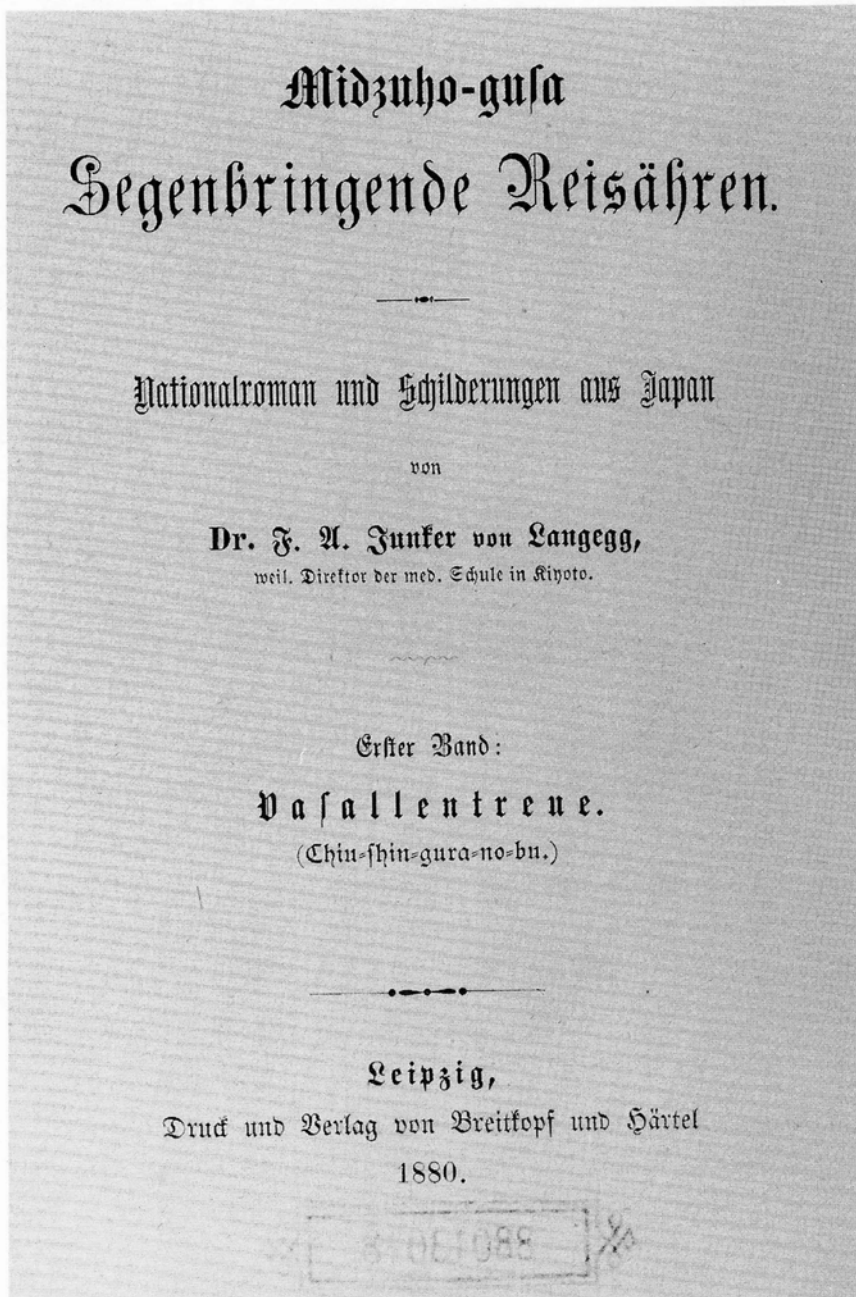 Midzuho-guſa
Segenbringende Reisähren.
Nationalroman und Schilderungen aus Japan
von
Dr. F. A. Junker von Langegg,
weil. Direktor der med. Schule in Kiyoto.
Erſter Band:
Vaſallentreue.
(Chiu-ſhin-gura-no-bu.)
Leipzig,
Druck und Verlag von Breitkopf und Härtel
1880.